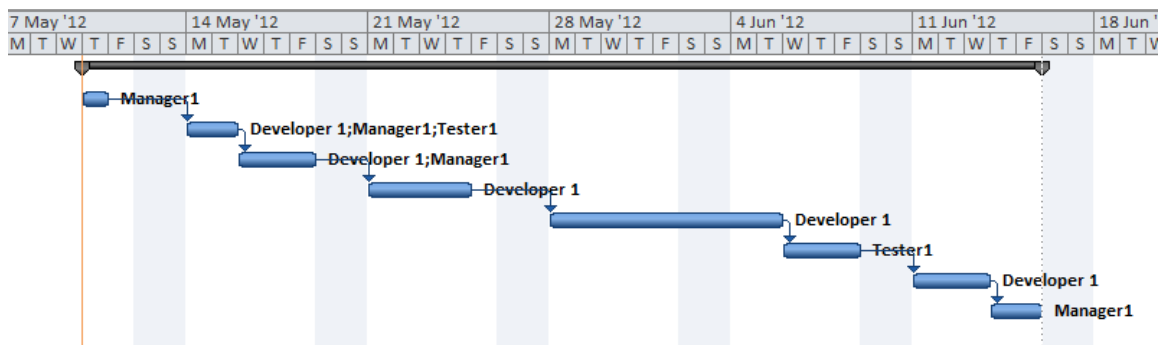 7 May '12 14 May '12 21 May '12 28 May '12 4 Jun '12 11 Jun '12 18 Jun '
M T W T F S S M T W T F S S M T W T F S S M T W T F S S M T W T F S S M T W T F S S M T W
Manager1
Developer 1;Manager1;Tester1
Developer 1;Manager1
Developer 1
Developer 1
Tester1
Developer 1
Manager1